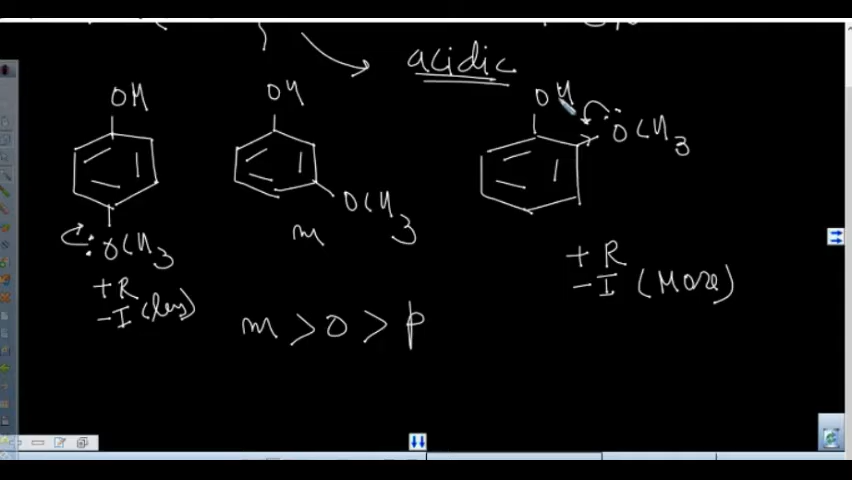 acidic
OH
OH
OH
OCH3
OCH3
m
OCH3
+R
-I (less)
+R
-I (More)
m > o > p